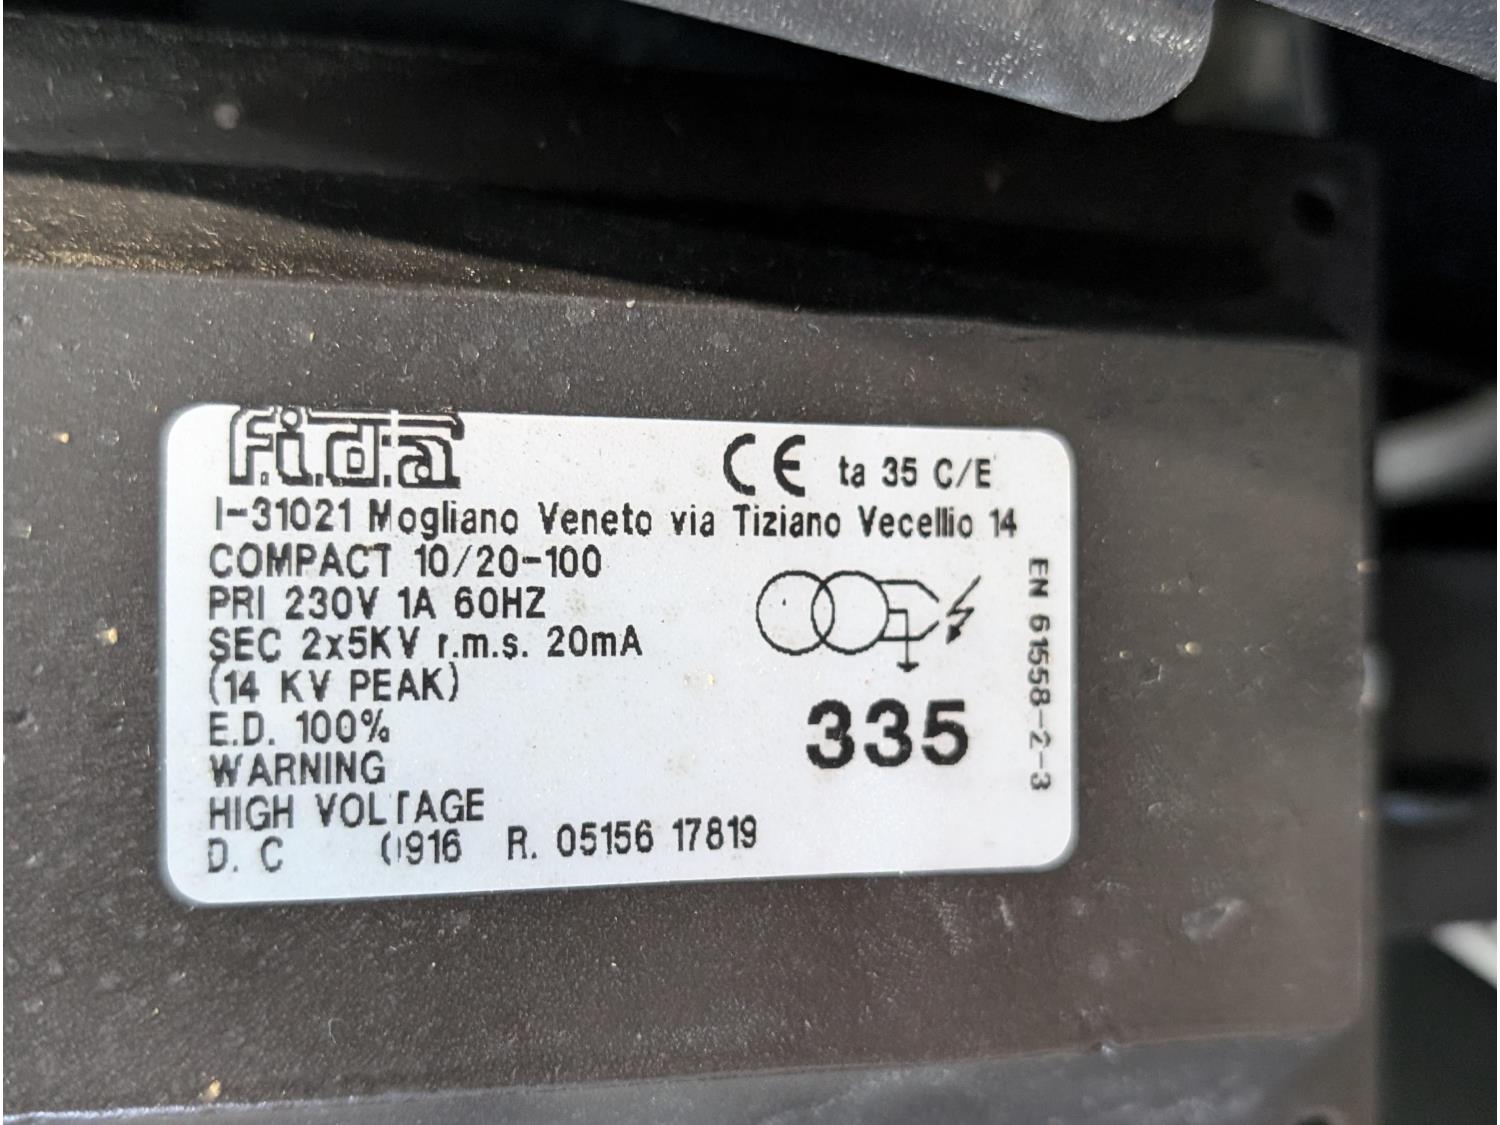 f.i.d.a
CE ta 35 C/E
I-31021 Mogliano Veneto via Tiziano Vecellio 14
COMPACT 10/20-100
PRI 230V 1A 60HZ
SEC 2x5KV r.m.s. 20mA
(14 KV PEAK)
E.D. 100%
WARNING
HIGH VOLTAGE
D. C 0916 R. 05156 17819
335
EN 61558-2-3